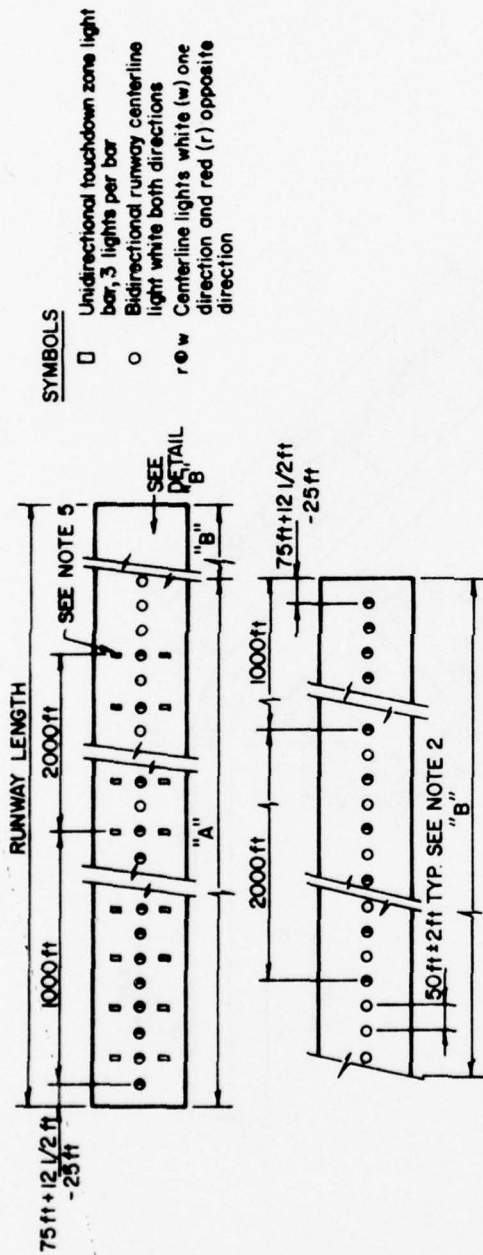 SYMBOLS
Unidirectional touchdown zone light
bar, 3 lights per bar
Bidirectional runway centerline
light white both directions
r w Centerline lights white (w) one
direction and red (r) opposite
direction
RUNWAY LENGTH
75ft+12 1/2ft
-25ft
1000ft
2000ft
SEE NOTE 5
SEE
DETAIL
"B"
"A"
"B"
2000ft
1000ft
75ft+12 1/2ft
-25ft
50ft±2ft TYP. SEE NOTE 2
"B"